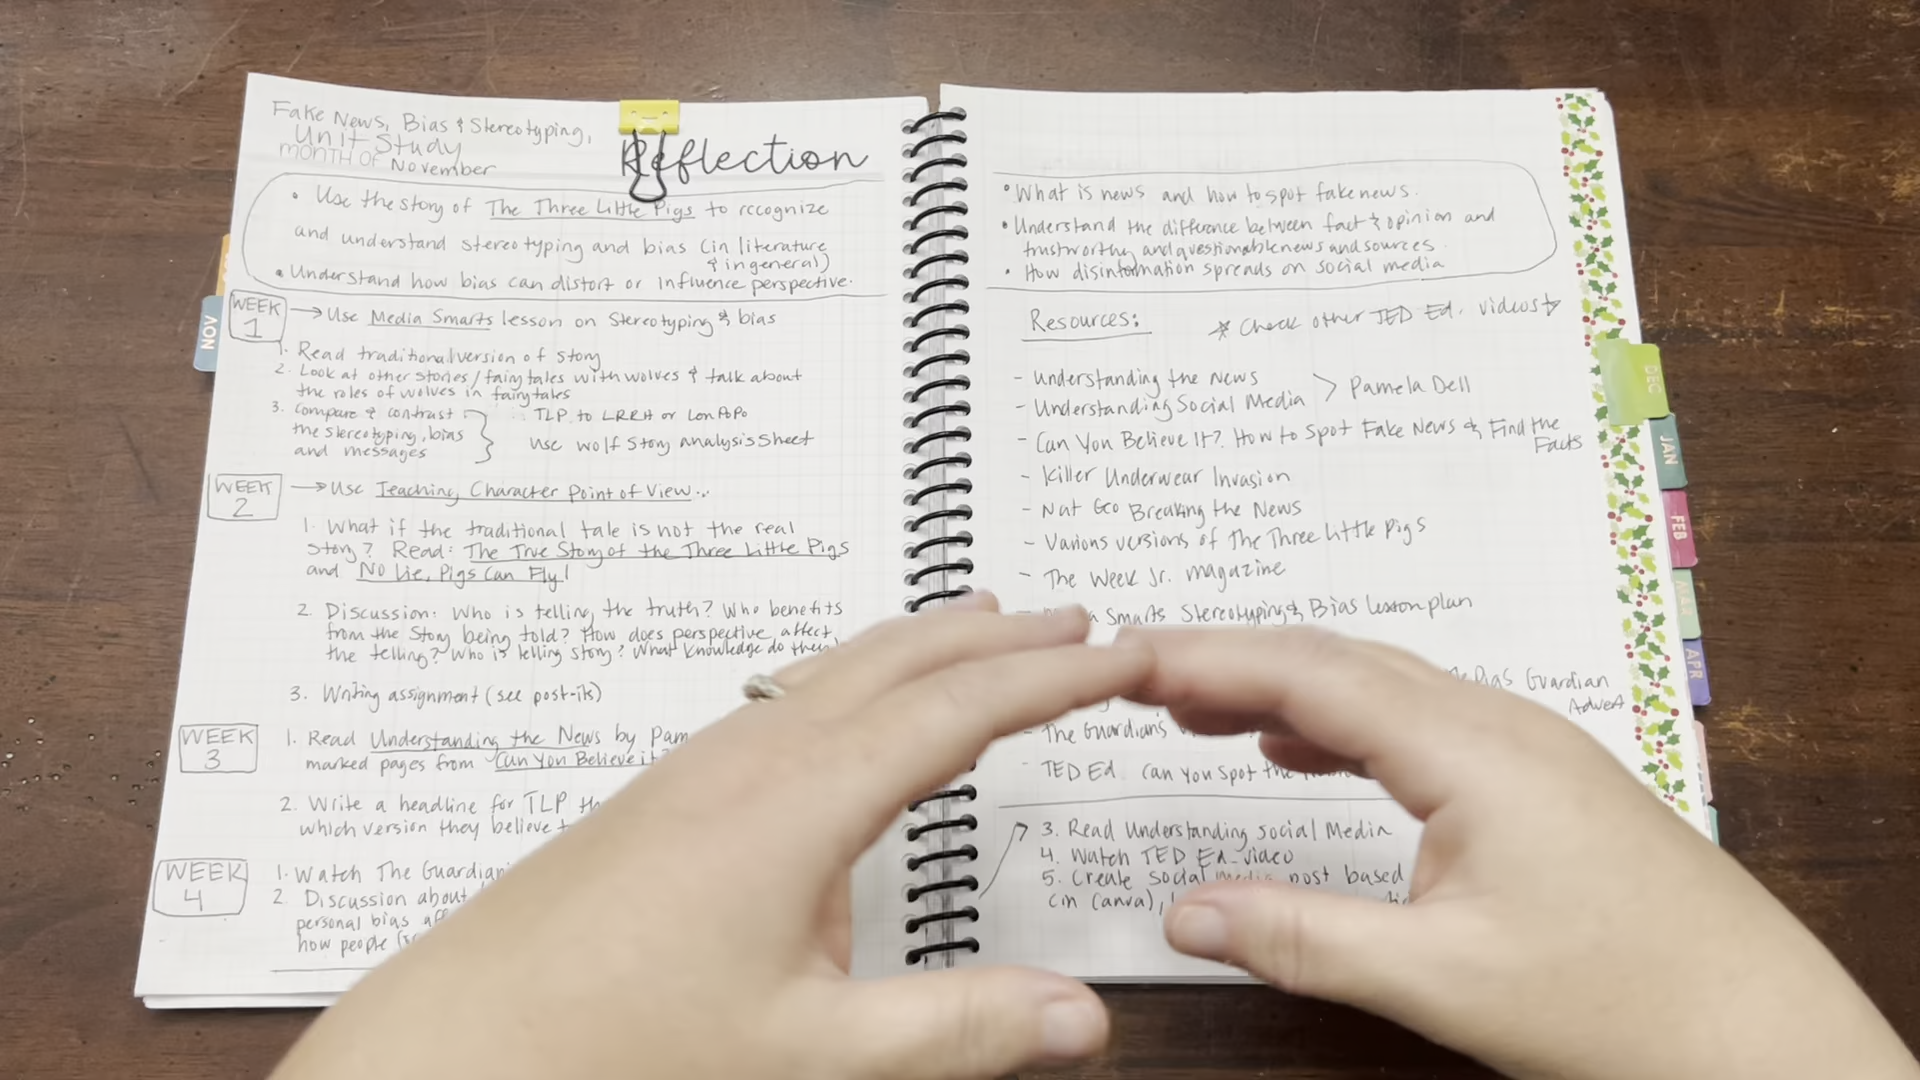 Fake News, Bias & Stereotyping,
Unit Study
MONTH OF November
Reflection
• Use the story of The Three Little Pigs to recognize
and understand stereotyping and bias (in literature
& in general)
• Understand how bias can distort or influence perspective.
WEEK 1
→ Use Media Smarts lesson on Stereotyping & bias
1. Read traditional version of story
2. Look at other stories/fairytales with wolves & talk about
the roles of wolves in fairytales
3. Compare & contrast
the stereotyping, bias
and messages
TLP to LRRH or Lon PoPo
use wolf story analysis sheet
WEEK 2
→ Use Teaching Character Point of View...
1. What if the traditional tale is not the real
story? Read: The True Story of the Three Little Pigs
and No Lie, Pigs Can Fly!
2. Discussion: Who is telling the truth? Who benefits
from the story being told? How does perspective affect
the telling? Who is telling story? What knowledge do they
3. Writing assignment (see post-its)
WEEK 3
1. Read Understanding the News by Pam
marked pages from Can You Believe it?
2. Write a headline for TLP
which version they believe
WEEK 4
1. Watch The Guardian
2. Discussion about
personal bias
how people
• What is news and how to spot fake news.
• Understand the difference between fact & opinion and
trustworthy and questionable news and sources.
• How disinformation spreads on social media
Resources:
☆ Check other TED Ed. videos
- Understanding the News
- Understanding Social Media > Pamela Dell
- Can You Believe It? How to Spot Fake News & Find the
Facts
- Killer Underwear Invasion
- Nat Geo Breaking the News
- Various versions of The Three Little Pigs
- The Week Jr. magazine
Smarts Stereotyping & Bias lesson plan
Pigs Guardian
Advert
- The Guardian's
- TED Ed Can You Spot the
3. Read Understanding Social Media
4. Watch TED Ed video
5. Create social media post based
(in Canva),
NOV
DEC
JAN
FEB
MAR
APR